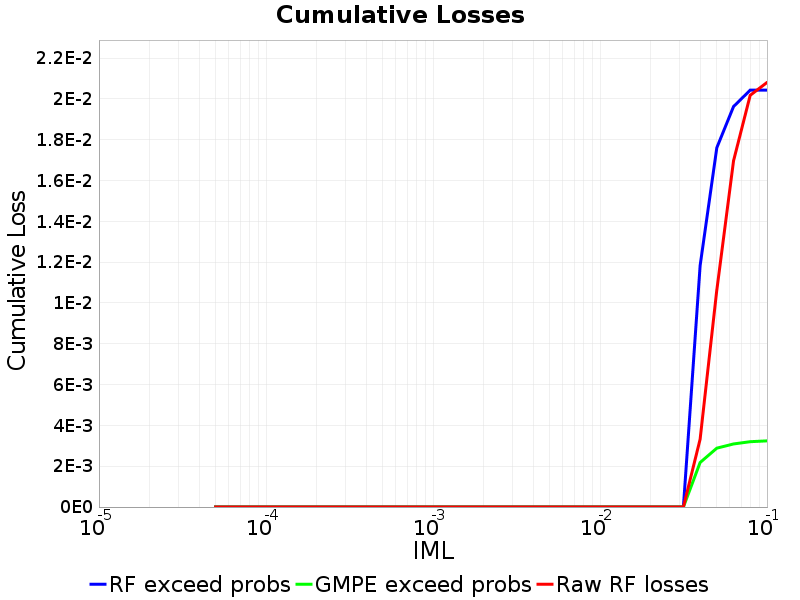 Cumulative Losses
Cumulative Loss
2.2E-2
2E-2
1.8E-2
1.6E-2
1.4E-2
1.2E-2
1E-2
8E-3
6E-3
4E-3
2E-3
0E0
10-5 10-4 10-3 10-2 10-1
IML
RF exceed probs GMPE exceed probs Raw RF losses